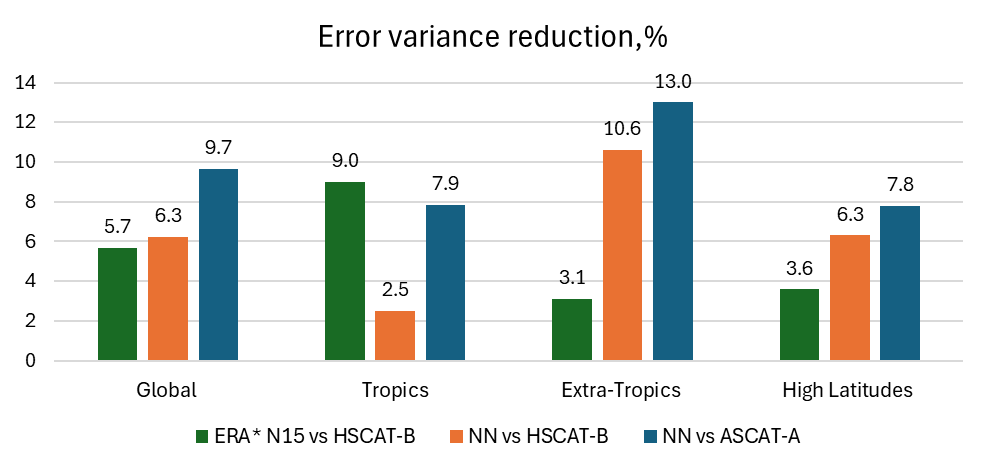 Error variance reduction,%
14
12
10
8
6
4
2
0
5.7
6.3
9.7
9.0
2.5
7.9
3.1
10.6
13.0
3.6
6.3
7.8
Global
Tropics
Extra-Tropics
High Latitudes
ERA* N15 vs HSCAT-B
NN vs HSCAT-B
NN vs ASCAT-A